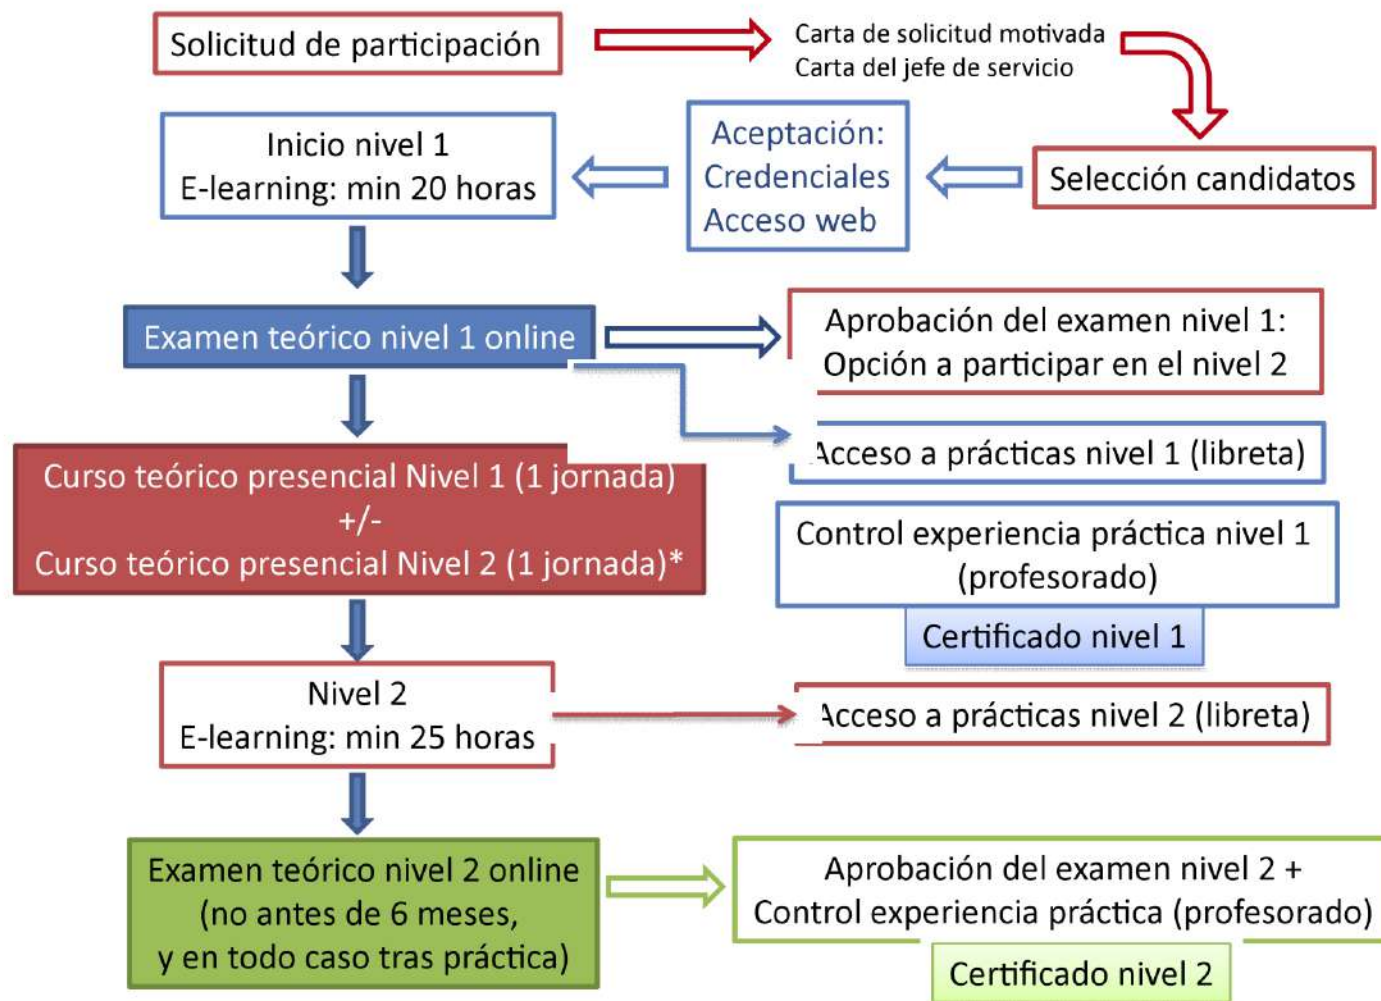 Solicitud de participación
Carta de solicitud motivada
Carta del jefe de servicio
Selección candidatos
Aceptación:
Credenciales
Acceso web
Inicio nivel 1
E-learning: min 20 horas
Examen teórico nivel 1 online
Aprobación del examen nivel 1:
Opción a participar en el nivel 2
Acceso a prácticas nivel 1 (libreta)
Curso teórico presencial Nivel 1 (1 jornada)
+/-
Curso teórico presencial Nivel 2 (1 jornada)*
Control experiencia práctica nivel 1
(profesorado)
Certificado nivel 1
Nivel 2
E-learning: min 25 horas
Acceso a prácticas nivel 2 (libreta)
Examen teórico nivel 2 online
(no antes de 6 meses,
y en todo caso tras práctica)
Aprobación del examen nivel 2 +
Control experiencia práctica (profesorado)
Certificado nivel 2